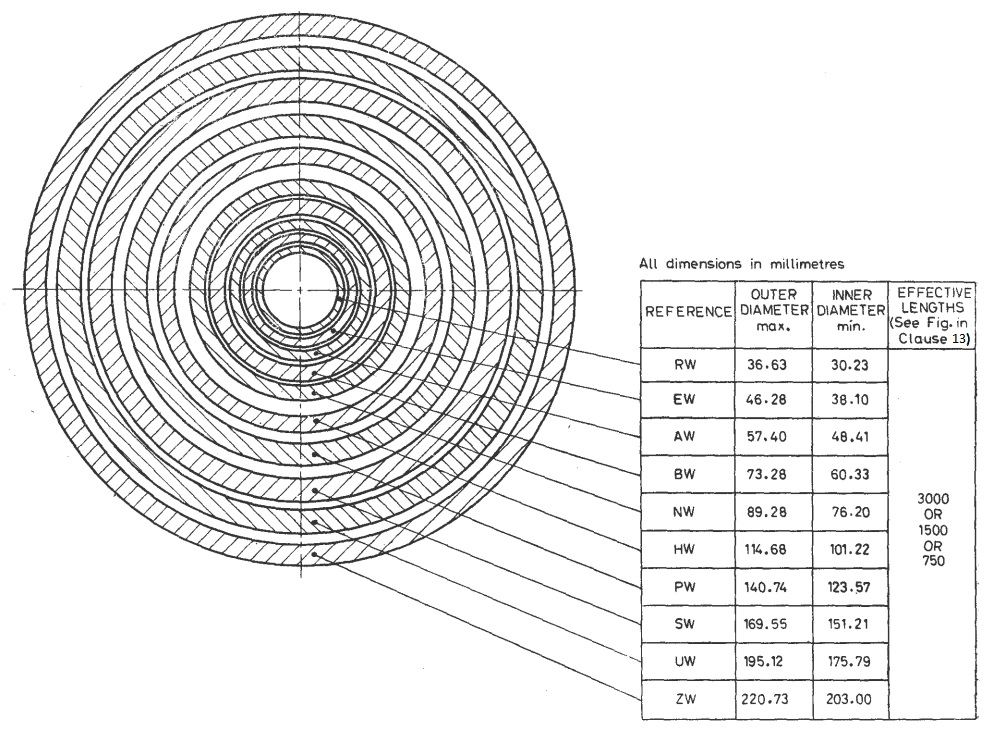 All dimensions in millimetres
REFERENCE OUTER DIAMETER max. INNER DIAMETER min. EFFECTIVE LENGTHS (See Fig. in Clause 13)
RW 36.63 30.23
EW 46.28 38.10
AW 57.40 48.41
BW 73.28 60.33
NW 89.28 76.20
HW 114.68 101.22
PW 140.74 123.57
SW 169.55 151.21
UW 195.12 175.79
ZW 220.73 203.00
3000
OR
1500
OR
750